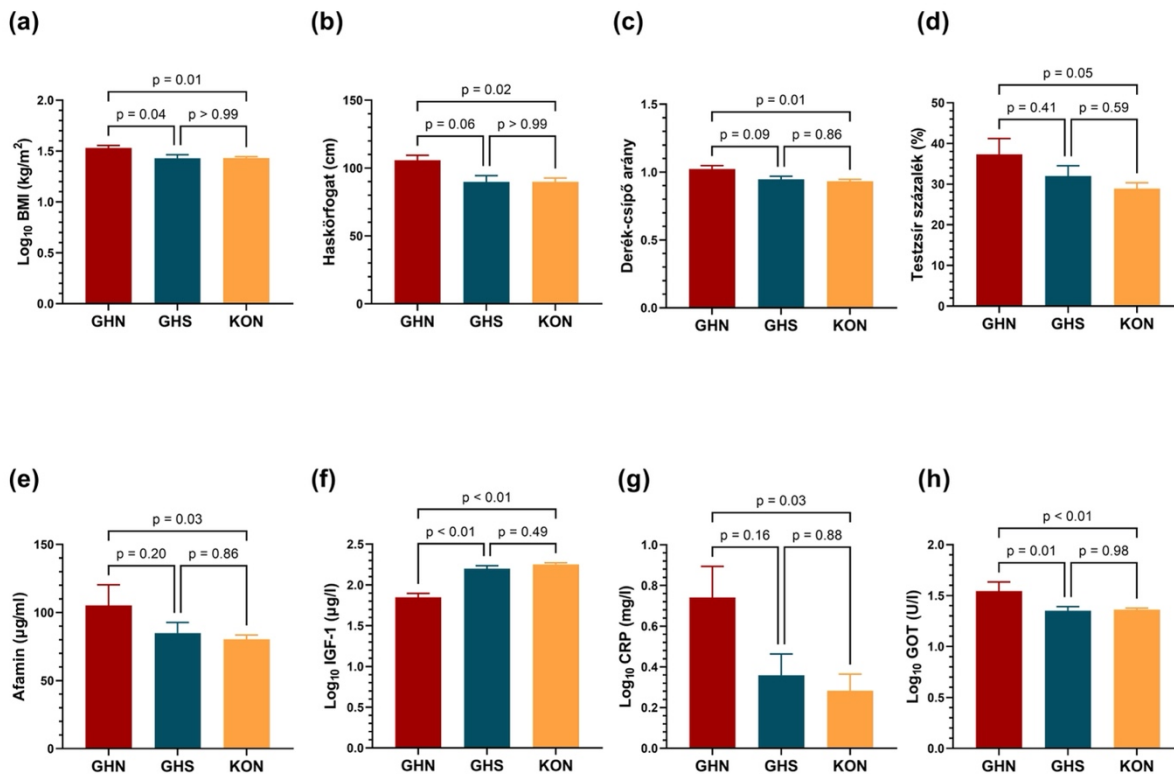 (a)
p = 0.01
p = 0.04
p > 0.99
2.0
1.5
1.0
0.5
0.0
Log₁₀ BMI (kg/m²)
GHN GHS KON
(b)
p = 0.02
p = 0.06
p > 0.99
150
100
50
0
Haskörfogat (cm)
GHN GHS KON
(c)
p = 0.01
p = 0.09
p = 0.86
1.5
1.0
0.5
0.0
Derék-csípő arány
GHN GHS KON
(d)
p = 0.05
p = 0.41
p = 0.59
50
40
30
20
10
0
Testzsír százalék (%)
GHN GHS KON
(e)
p = 0.03
p = 0.20
p = 0.86
150
100
50
0
Afamin (µg/ml)
GHN GHS KON
(f)
p < 0.01
p < 0.01
p = 0.49
2.5
2.0
1.5
1.0
0.5
0.0
Log₁₀ IGF-1 (µg/l)
GHN GHS KON
(g)
p = 0.03
p = 0.16
p = 0.88
1.0
0.8
0.6
0.4
0.2
0.0
Log₁₀ CRP (mg/l)
GHN GHS KON
(h)
p < 0.01
p = 0.01
p = 0.98
2.0
1.5
1.0
0.5
0.0
Log₁₀ GOT (U/l)
GHN GHS KON